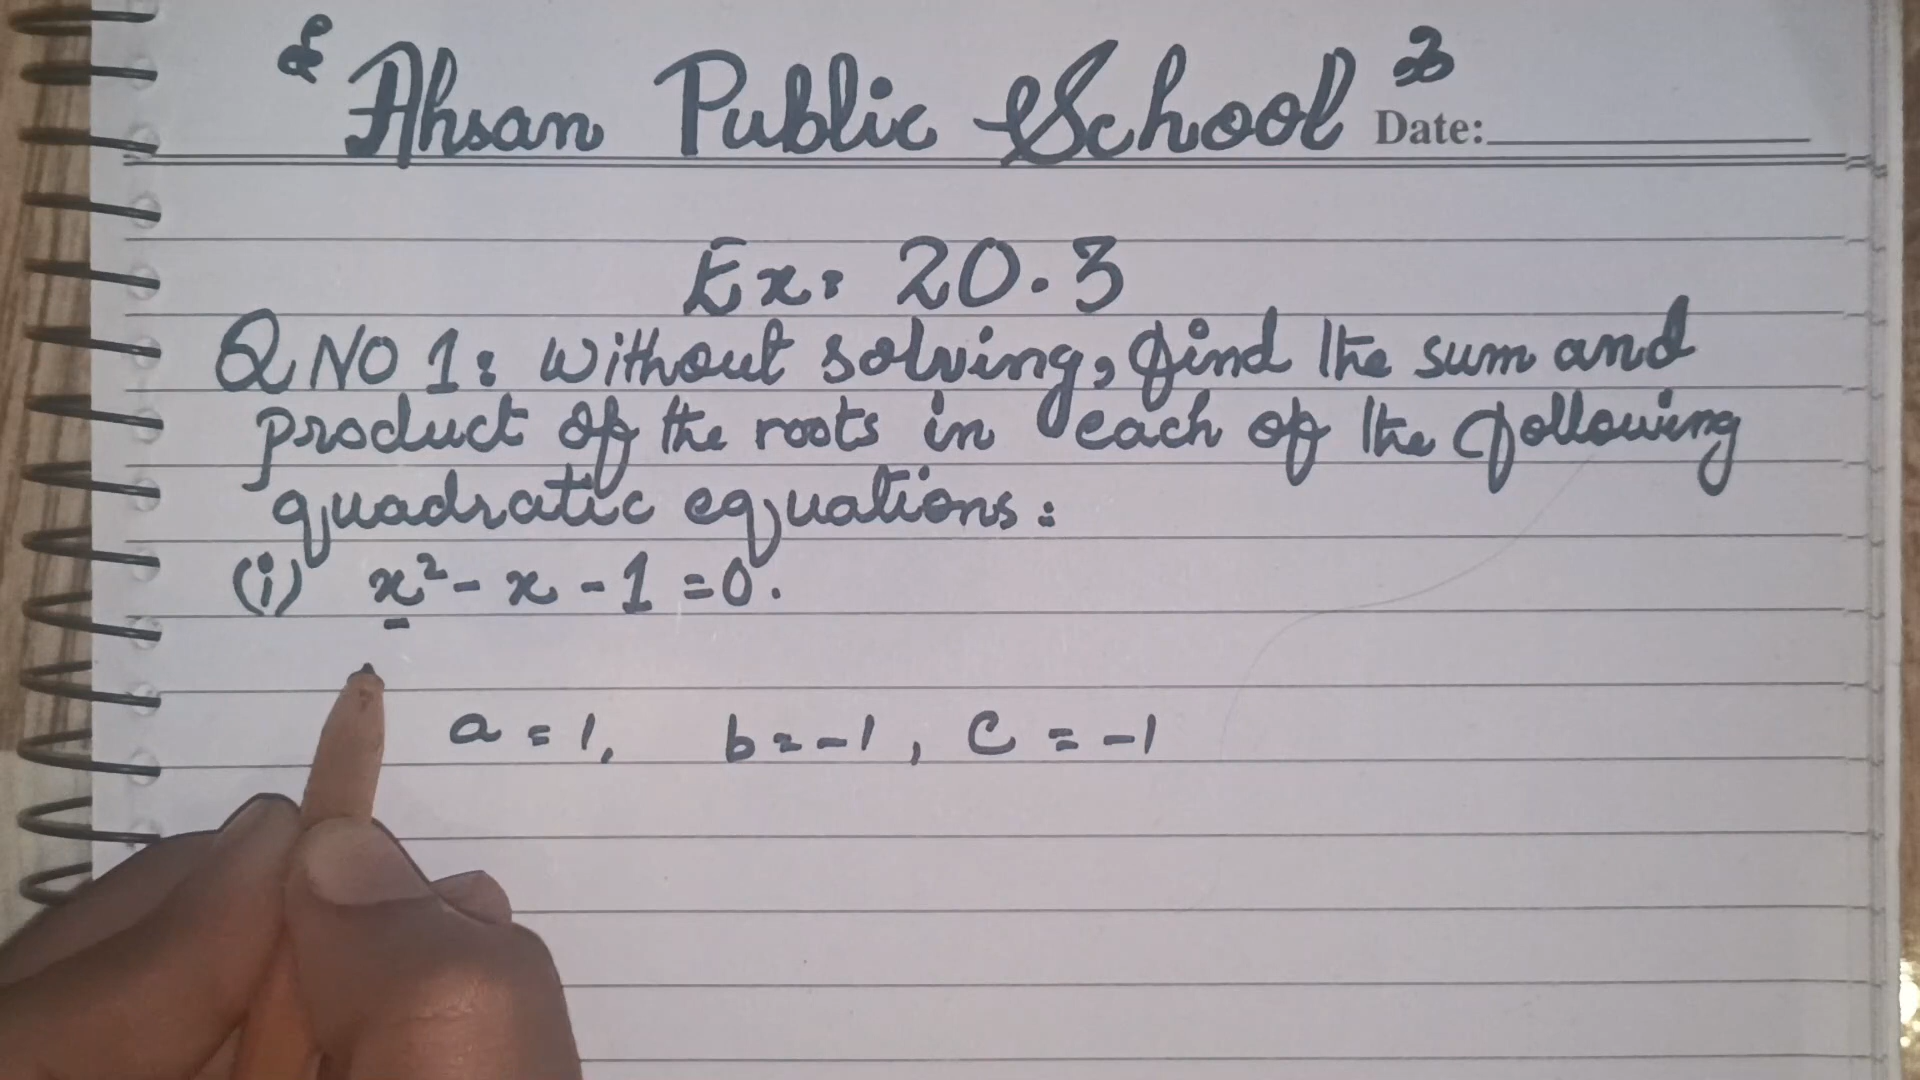 Ahsan Public School
Date:
Ex: 20.3
Q NO 1: Without solving, find the sum and
product of the roots in each of the following
quadratic equations:
(i) x² - x - 1 = 0.
a = 1, b = -1, c = -1